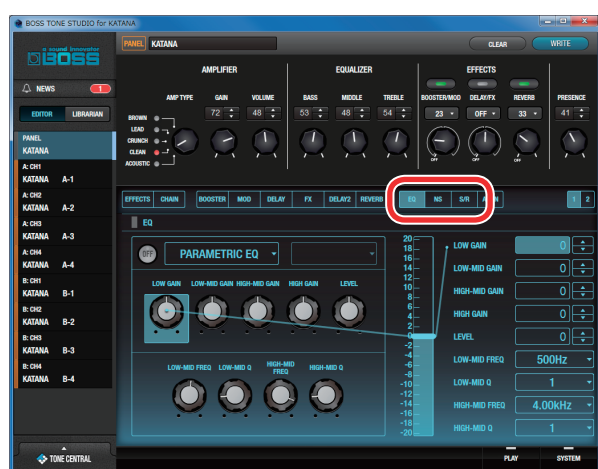 BOSS TONE STUDIO for KATANA
a sound innovator
BOSS
PANEL KATANA CLEAR WRITE
NEWS 1
EDITOR LIBRARIAN
PANEL
KATANA
A: CH1
KATANA A-1
A: CH2
KATANA A-2
A: CH3
KATANA A-3
A: CH4
KATANA A-4
B: CH1
KATANA B-1
B: CH2
KATANA B-2
B: CH3
KATANA B-3
B: CH4
KATANA B-4
TONE CENTRAL
AMPLIFIER EQUALIZER EFFECTS
AMP TYPE GAIN VOLUME BASS MIDDLE TREBLE BOOSTER/MOD DELAY/FX REVERB PRESENCE
72 48 53 48 54 23 OFF 33 41
BROWN
LEAD
CRUNCH
CLEAN
ACOUSTIC
OFF OFF OFF
EFFECTS CHAIN BOOSTER MOD DELAY FX DELAY2 REVERB EQ NS S/R 1 2
EQ
OFF PARAMETRIC EQ
LOW GAIN LOW-MID GAIN HIGH-MID GAIN HIGH GAIN LEVEL
LOW-MID FREQ LOW-MID Q HIGH-MID FREQ HIGH-MID Q
20
18
16
14
12
10
8
6
4
2
0
-2
-4
-6
-8
-10
-12
-14
-16
-18
-20
LOW GAIN 0
LOW-MID GAIN 0
HIGH-MID GAIN 0
HIGH GAIN 0
LEVEL 0
LOW-MID FREQ 500Hz
LOW-MID Q 1
HIGH-MID FREQ 4.00kHz
HIGH-MID Q 1
PLAY SYSTEM